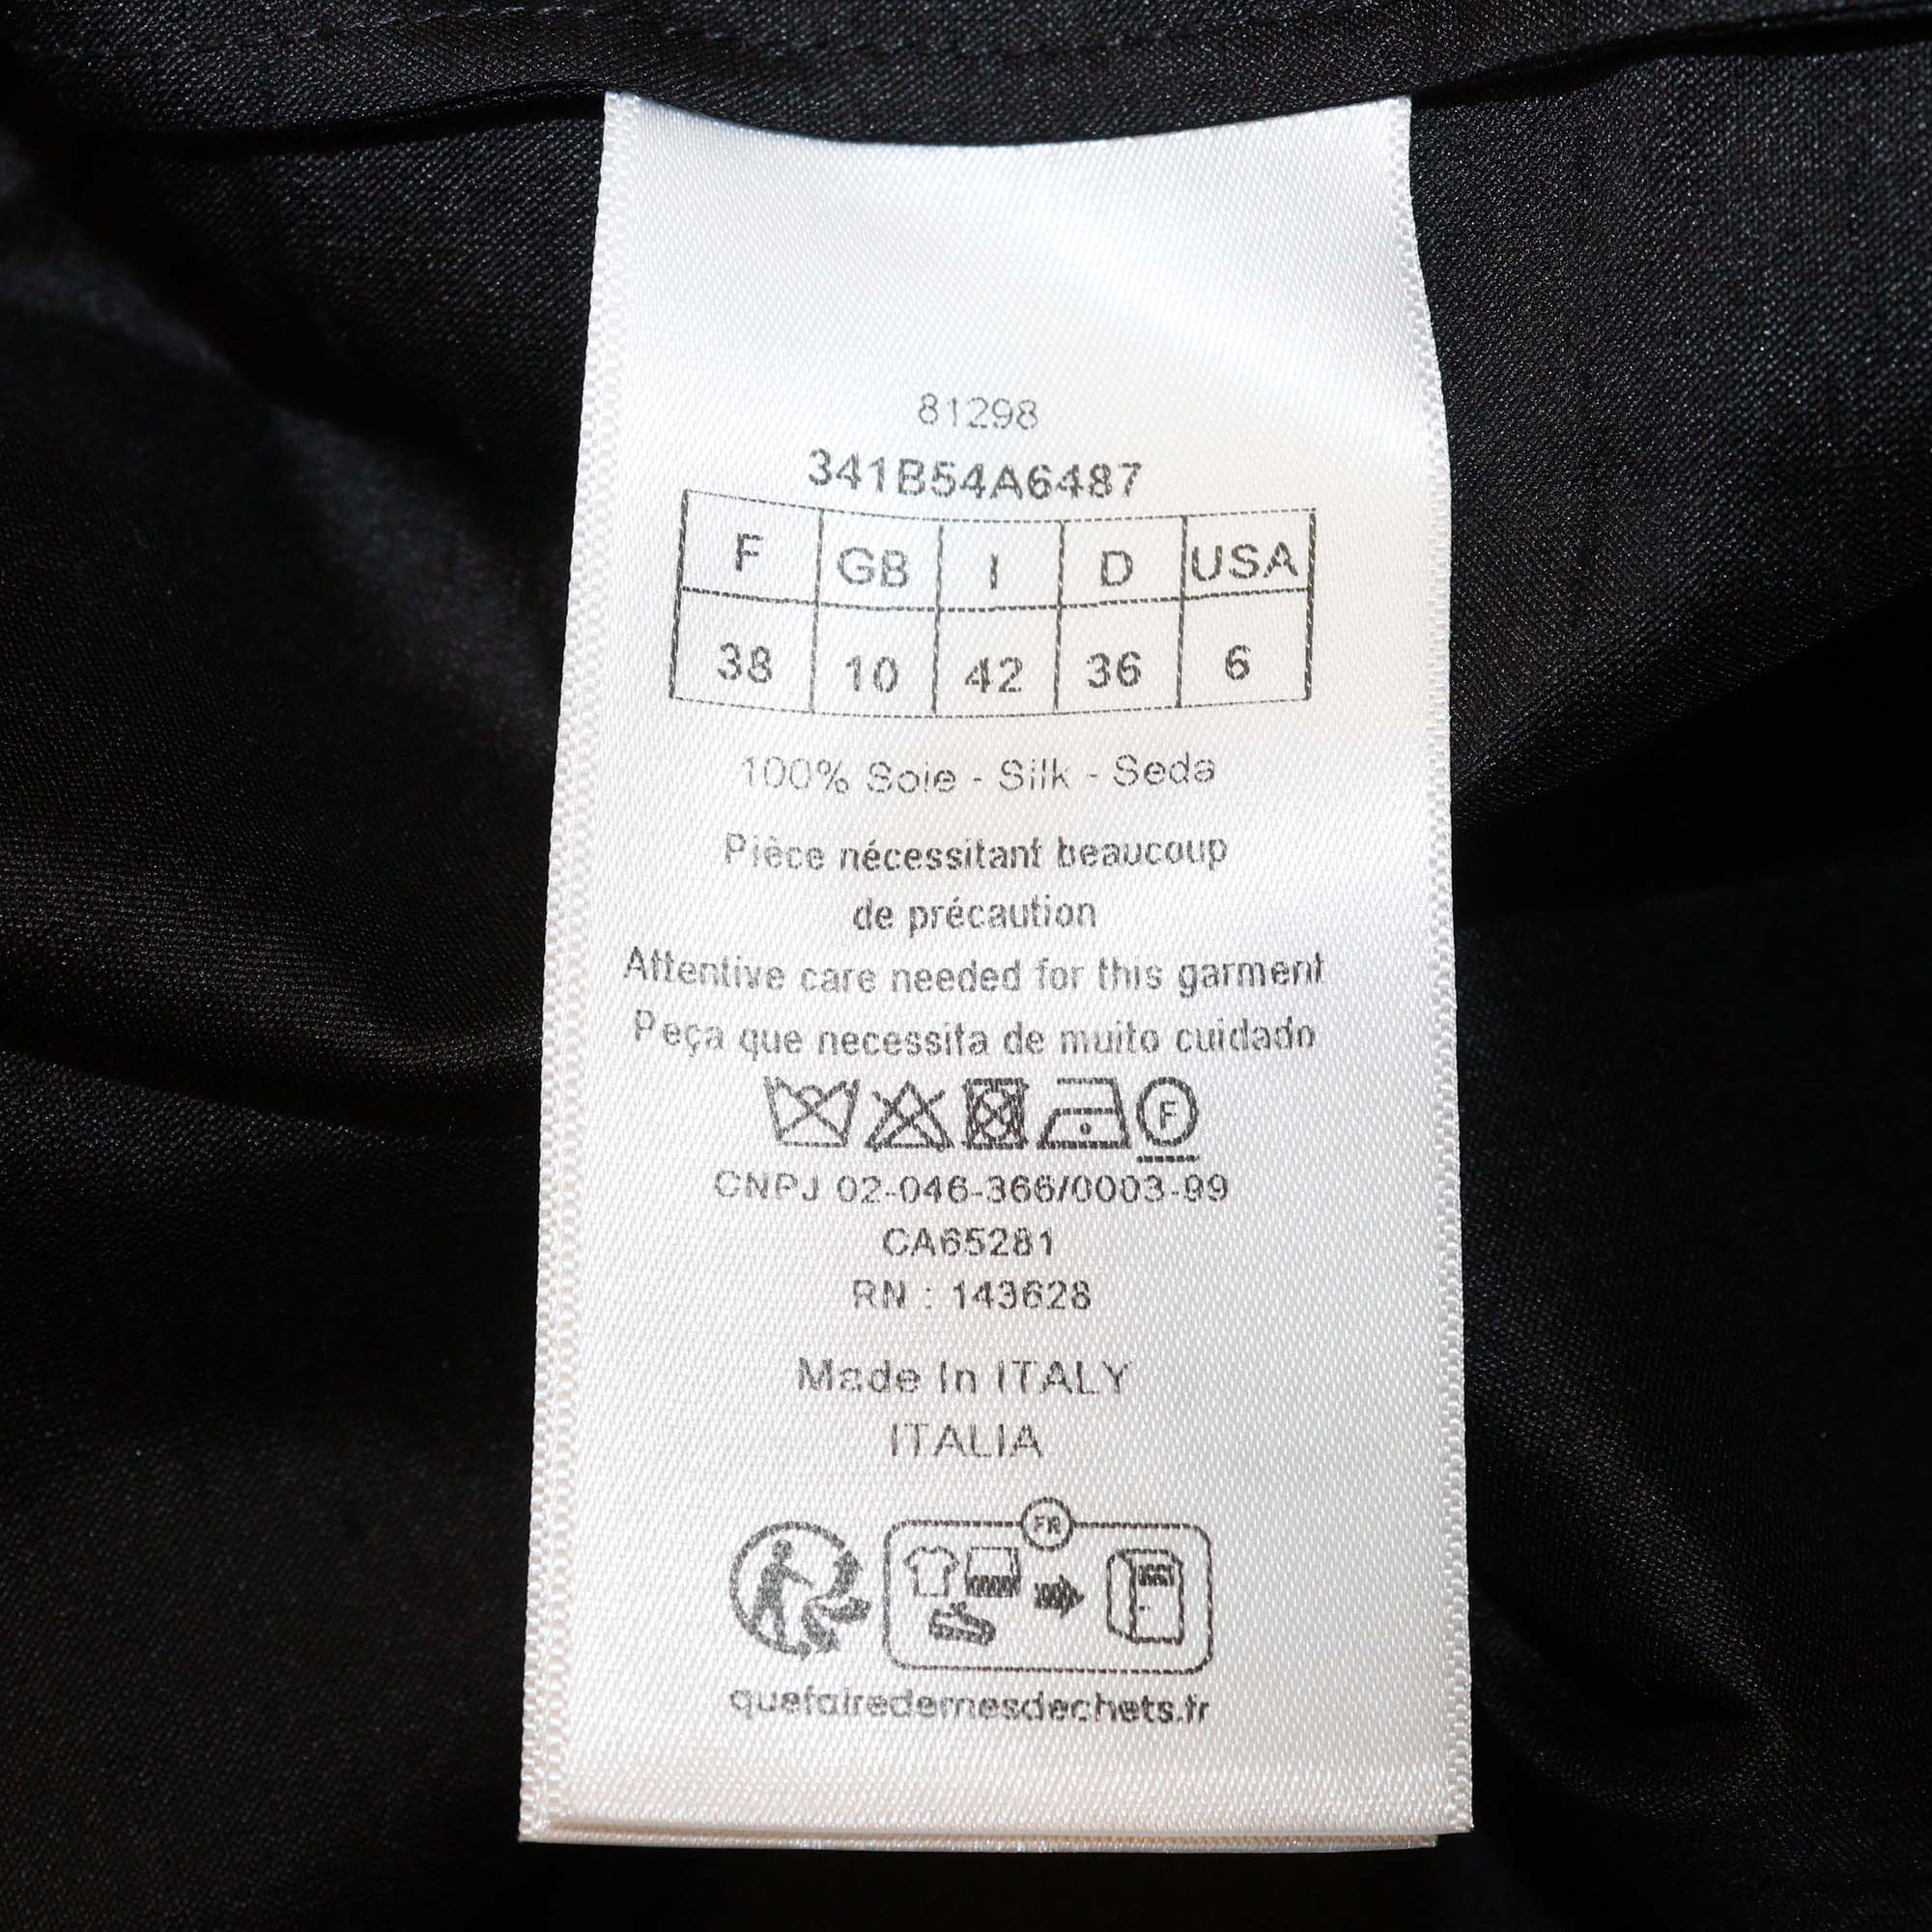 81298
341B54A6487
F GB I D USA
38 10 42 36 6
100% Soie - Silk - Seda
Pièce nécessitant beaucoup
de précaution
Attentive care needed for this garment
Peça que necessita de muito cuidado
F
CNPJ 02-046-366/0003-99
CA65281
RN : 143628
Made In ITALY
ITALIA
FR
quefairedemesdechets.fr